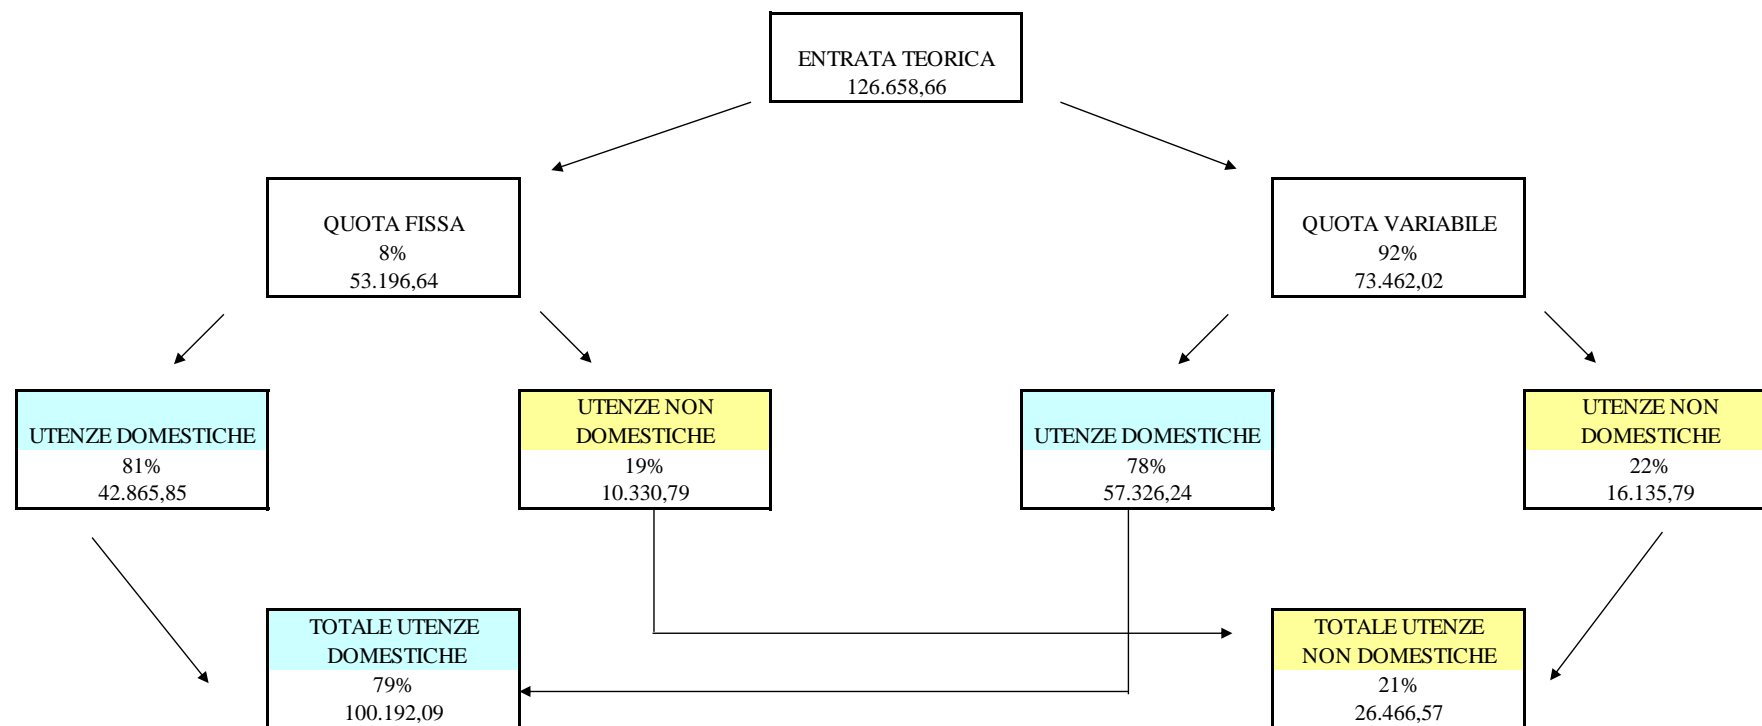 ENTRATA TEORICA
126.658,66
QUOTA FISSA
8%
53.196,64
QUOTA VARIABILE
92%
73.462,02
UTENZE DOMESTICHE
81%
42.865,85
UTENZE NON
DOMESTICHE
19%
10.330,79
UTENZE DOMESTICHE
78%
57.326,24
UTENZE NON
DOMESTICHE
22%
16.135,79
TOTALE UTENZE
DOMESTICHE
79%
100.192,09
TOTALE UTENZE
NON DOMESTICHE
21%
26.466,57